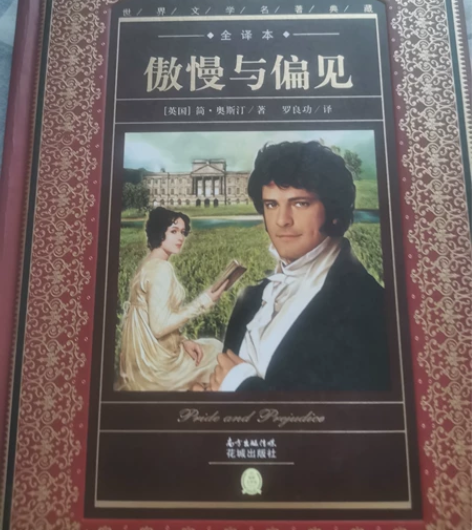 世界文学名著典藏
全译本
傲慢与偏见
[英国] 简·奥斯汀/著 罗良功/译
Pride and Prejudice
南方出版传媒
花城出版社